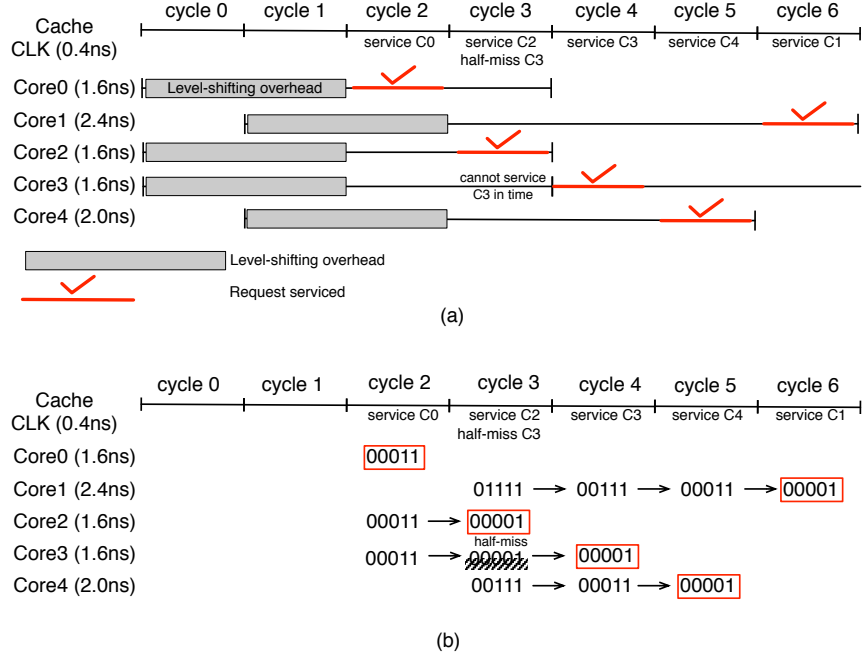 cycle 0 cycle 1 cycle 2 cycle 3 cycle 4 cycle 5 cycle 6
Cache
CLK (0.4ns)
service C0 service C2 service C3 service C4 service C1
half-miss C3
Core0 (1.6ns) Level-shifting overhead
Core1 (2.4ns)
Core2 (1.6ns)
Core3 (1.6ns) cannot service
C3 in time
Core4 (2.0ns)
Level-shifting overhead
Request serviced
(a)
cycle 0 cycle 1 cycle 2 cycle 3 cycle 4 cycle 5 cycle 6
Cache
CLK (0.4ns)
service C0 service C2 service C3 service C4 service C1
half-miss C3
Core0 (1.6ns) 00011
Core1 (2.4ns) 01111 00111 00011 00001
Core2 (1.6ns) 00011 00001
half-miss
Core3 (1.6ns) 00011 00001 00001
Core4 (2.0ns) 00111 00011 00001
(b)